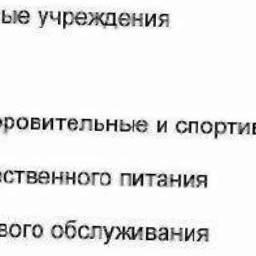 ые учреждения
ровительные и спортив
ественного питания
вого обслуживания